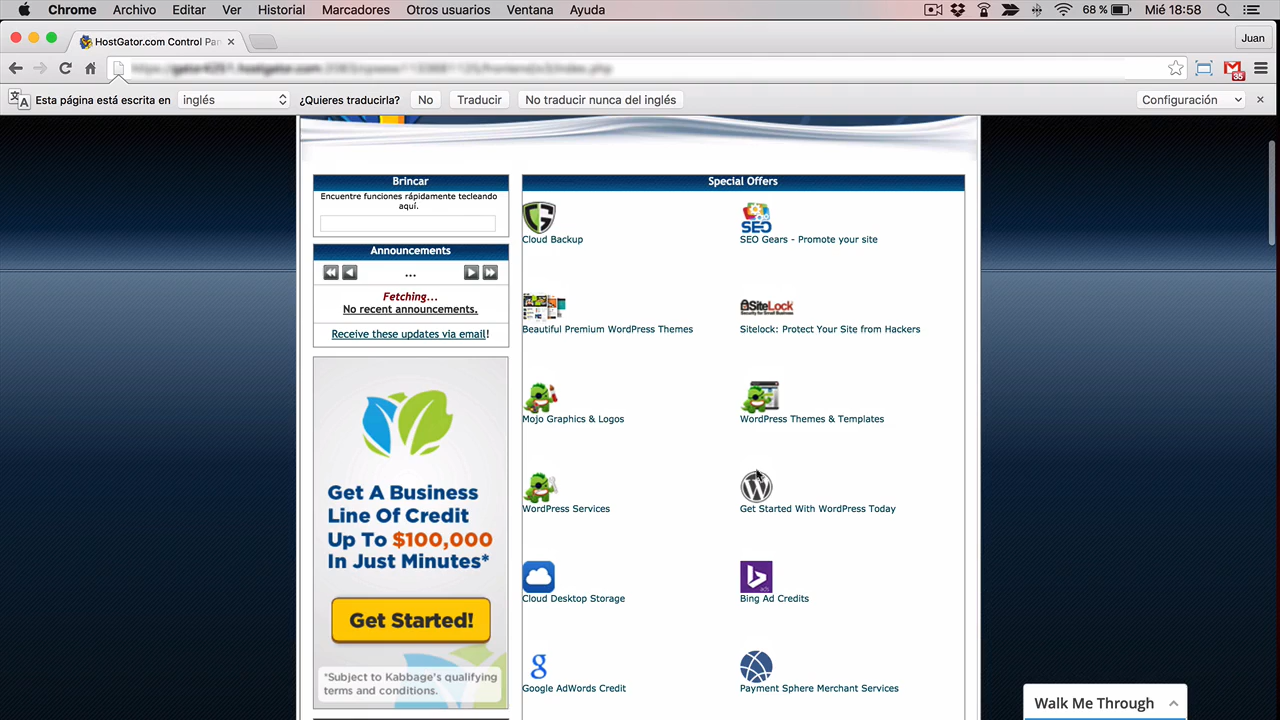 Chrome Archivo Editar Ver Historial Marcadores Otros usuarios Ventana Ayuda 68 % Mié 18:58
HostGator.com Control Pan
Juan
35
Esta página está escrita en inglés ¿Quieres traducirla? No Traducir No traducir nunca del inglés Configuración
Brincar
Encuentre funciones rápidamente tecleando
aquí.
Announcements
...
Fetching...
No recent announcements.
Receive these updates via email!
Get A Business
Line Of Credit
Up To $100,000
In Just Minutes*
Get Started!
*Subject to Kabbage's qualifying
terms and conditions.
Special Offers
Cloud Backup
SEO
SEO Gears - Promote your site
Beautiful Premium WordPress Themes
SiteLock
Sitelock: Protect Your Site from Hackers
Mojo Graphics & Logos
WordPress Themes & Templates
WordPress Services
Get Started With WordPress Today
Cloud Desktop Storage
ads
Bing Ad Credits
Google AdWords Credit
Payment Sphere Merchant Services
Walk Me Through